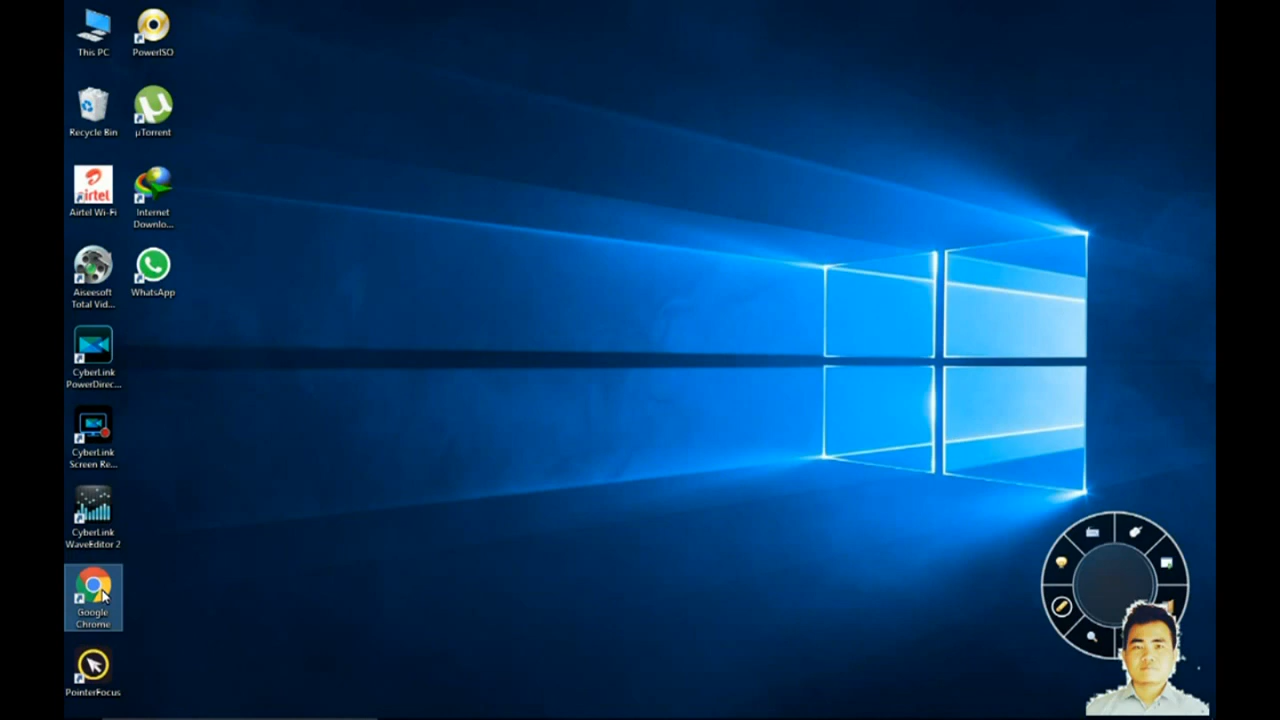 This PC
PowerISO
Recycle Bin
µTorrent
airtel
Airtel Wi-Fi
Internet
Downlo...
Aiseesoft
Total Vid...
WhatsApp
CyberLink
PowerDirec...
CyberLink
Screen Re...
CyberLink
WaveEditor 2
Google
Chrome
PointerFocus